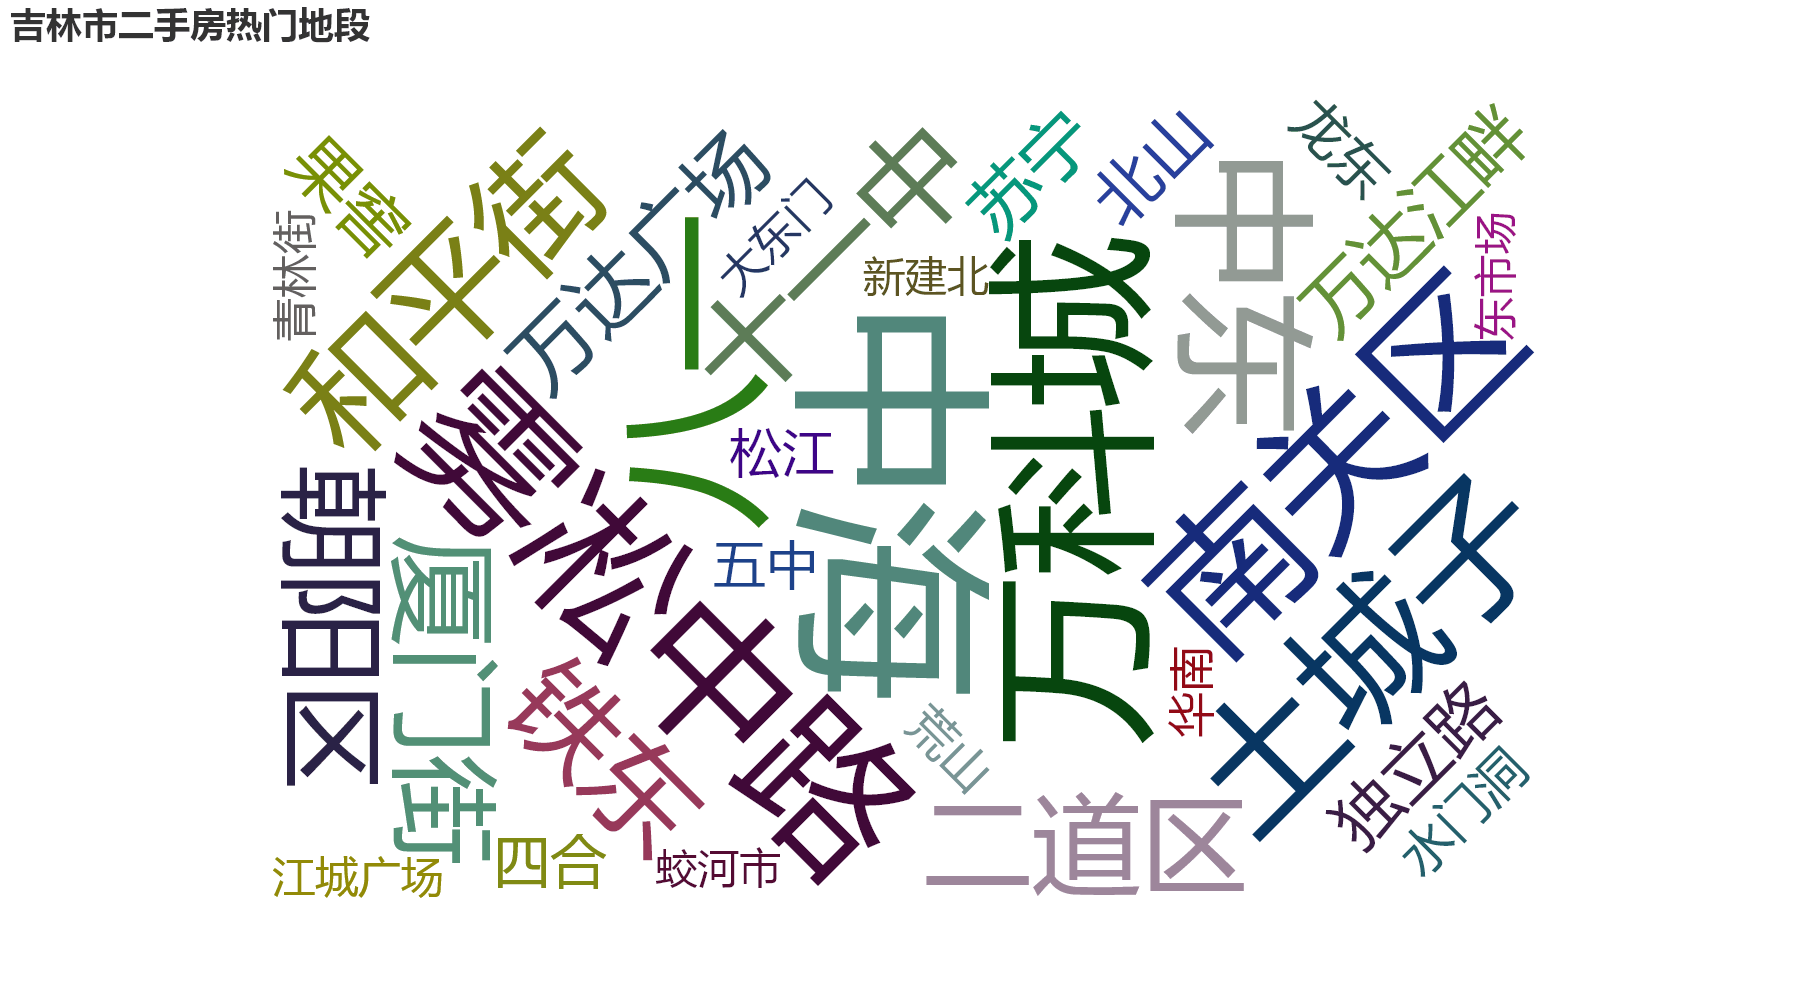 吉林市二手房热门地段
果窖
青林街
和平街
万达广场
大东门
十一中
苏宁
北山
龙东
万达江畔
东市场
中东
新建北
八一
中海
万科城
南关区
土城子
雾凇中路
松江
五中
朝阳区
厦门街
铁东
华南
荒山
独立路
水门洞
二道区
江城广场
四合
蛟河市